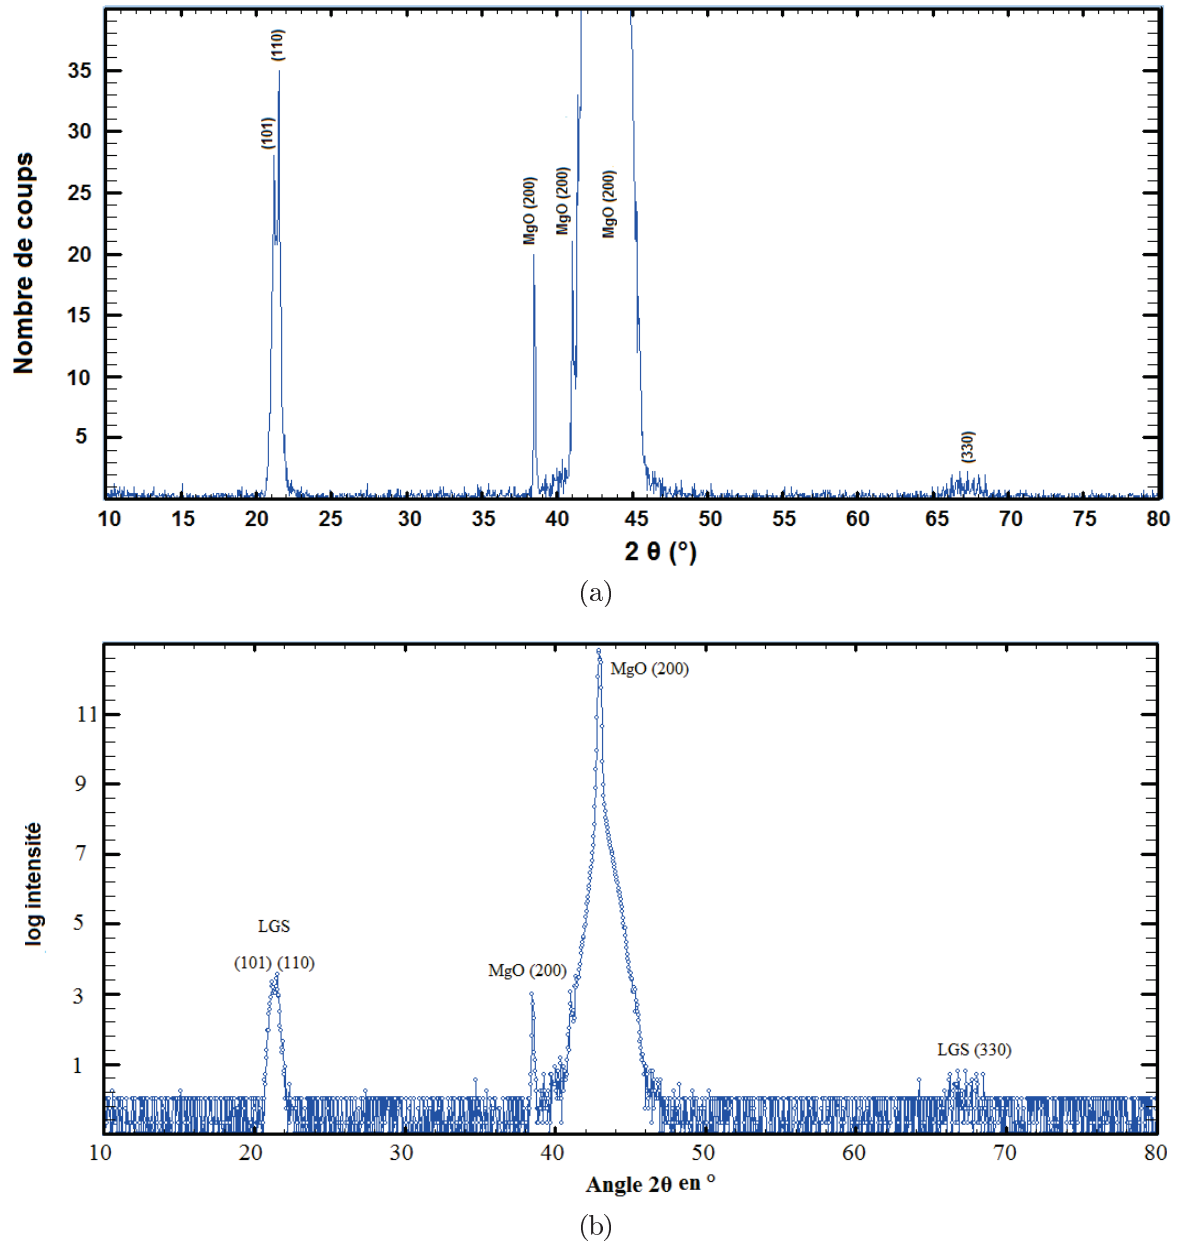 (110)
(101)
MgO (200)
MgO (200)
MgO (200)
(330)
35
30
25
20
15
10
5
Nombre de coups
10 15 20 25 30 35 40 45 50 55 60 65 70 75 80
2 θ (°)
(a)
MgO (200)
11
9
7
5
3
1
log intensité
LGS
(101) (110)
MgO (200)
LGS (330)
10 20 30 40 50 60 70 80
Angle 2θ en °
(b)